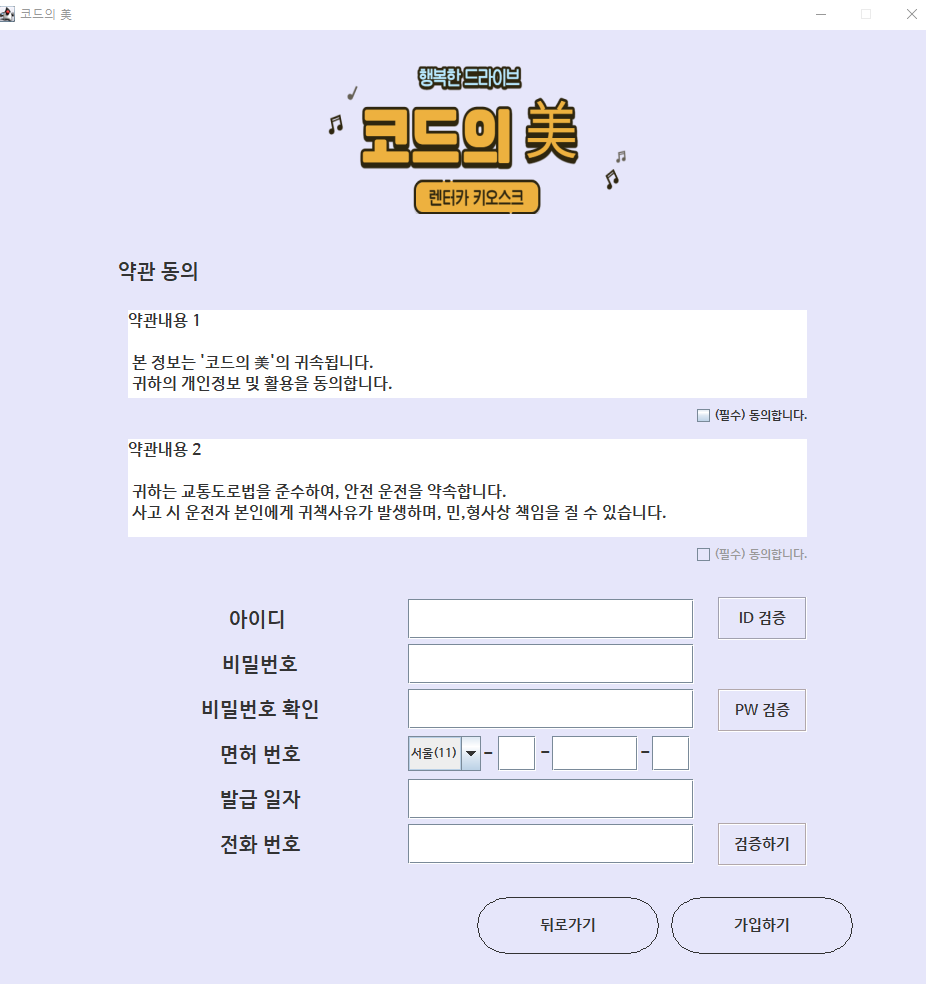 코드의 美
행복한 드라이브
코드의 美
렌터카 키오스크
약관 동의
약관내용 1
본 정보는 '코드의 美'의 귀속됩니다.
귀하의 개인정보 및 활용을 동의합니다.
(필수) 동의합니다.
약관내용 2
귀하는 교통도로법을 준수하여, 안전 운전을 약속합니다.
사고 시 운전자 본인에게 귀책사유가 발생하며, 민,형사상 책임을 질 수 있습니다.
(필수) 동의합니다.
아이디 ID 검증
비밀번호
비밀번호 확인 PW 검증
면허 번호 서울(11) - - -
발급 일자
전화 번호 검증하기
뒤로가기 가입하기